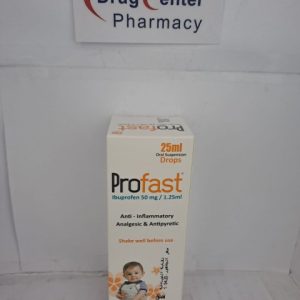 Drug Center
Pharmacy
Profast
25ml
Oral Suspension
Drops
Profast
Ibuprofen 50 mg / 1.25ml
Anti - Inflammatory
Analgesic & Antipyretic
Shake well before use